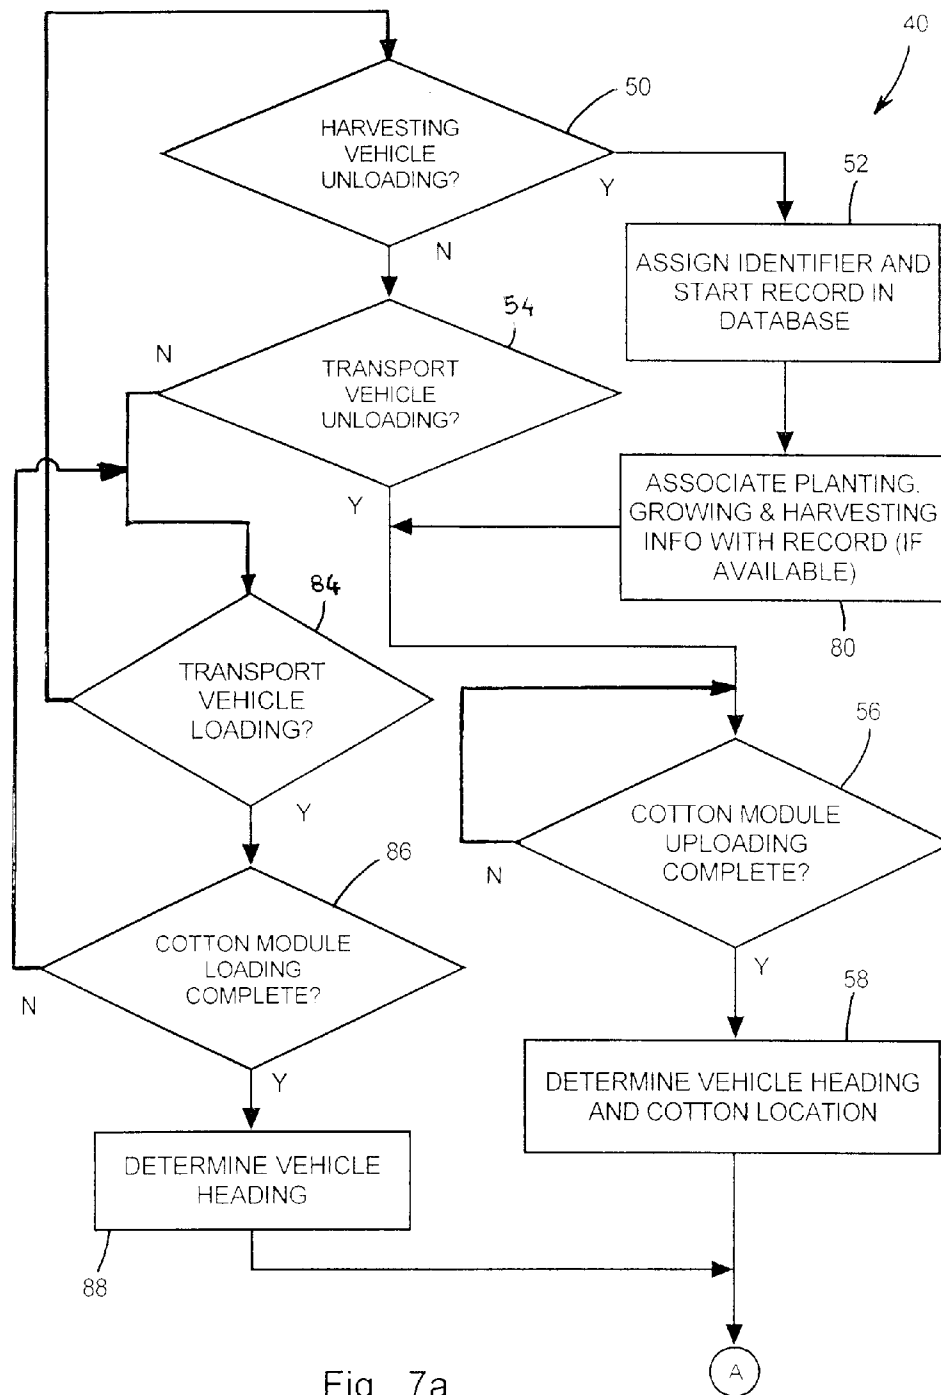 40
50
HARVESTING
VEHICLE
UNLOADING?
Y
N
52
ASSIGN IDENTIFIER AND
START RECORD IN
DATABASE
54
N
TRANSPORT
VEHICLE
UNLOADING?
Y
ASSOCIATE PLANTING.
GROWING & HARVESTING
INFO WITH RECORD (IF
AVAILABLE)
80
84
TRANSPORT
VEHICLE
LOADING?
Y
56
COTTON MODULE
UPLOADING
COMPLETE?
N
Y
86
COTTON MODULE
LOADING
COMPLETE?
N
Y
58
DETERMINE VEHICLE HEADING
AND COTTON LOCATION
DETERMINE VEHICLE
HEADING
88
A
Fig. 7a